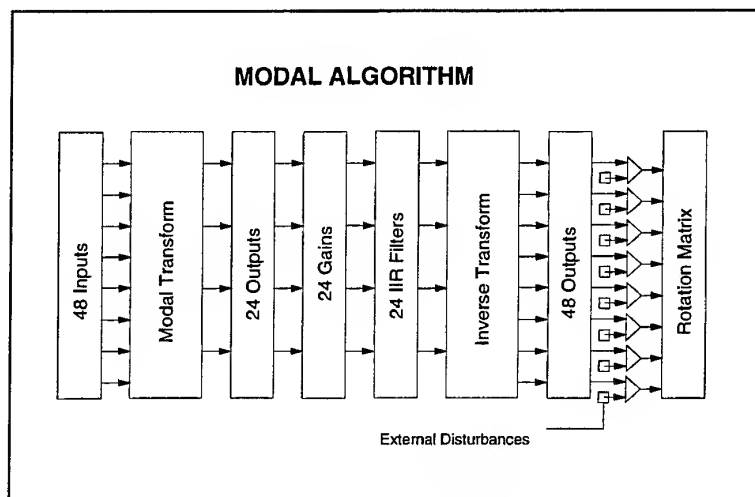 MODAL ALGORITHM
48 Inputs
Modal Transform
24 Outputs
24 Gains
24 IIR Filters
Inverse Transform
48 Outputs
Rotation Matrix
External Disturbances